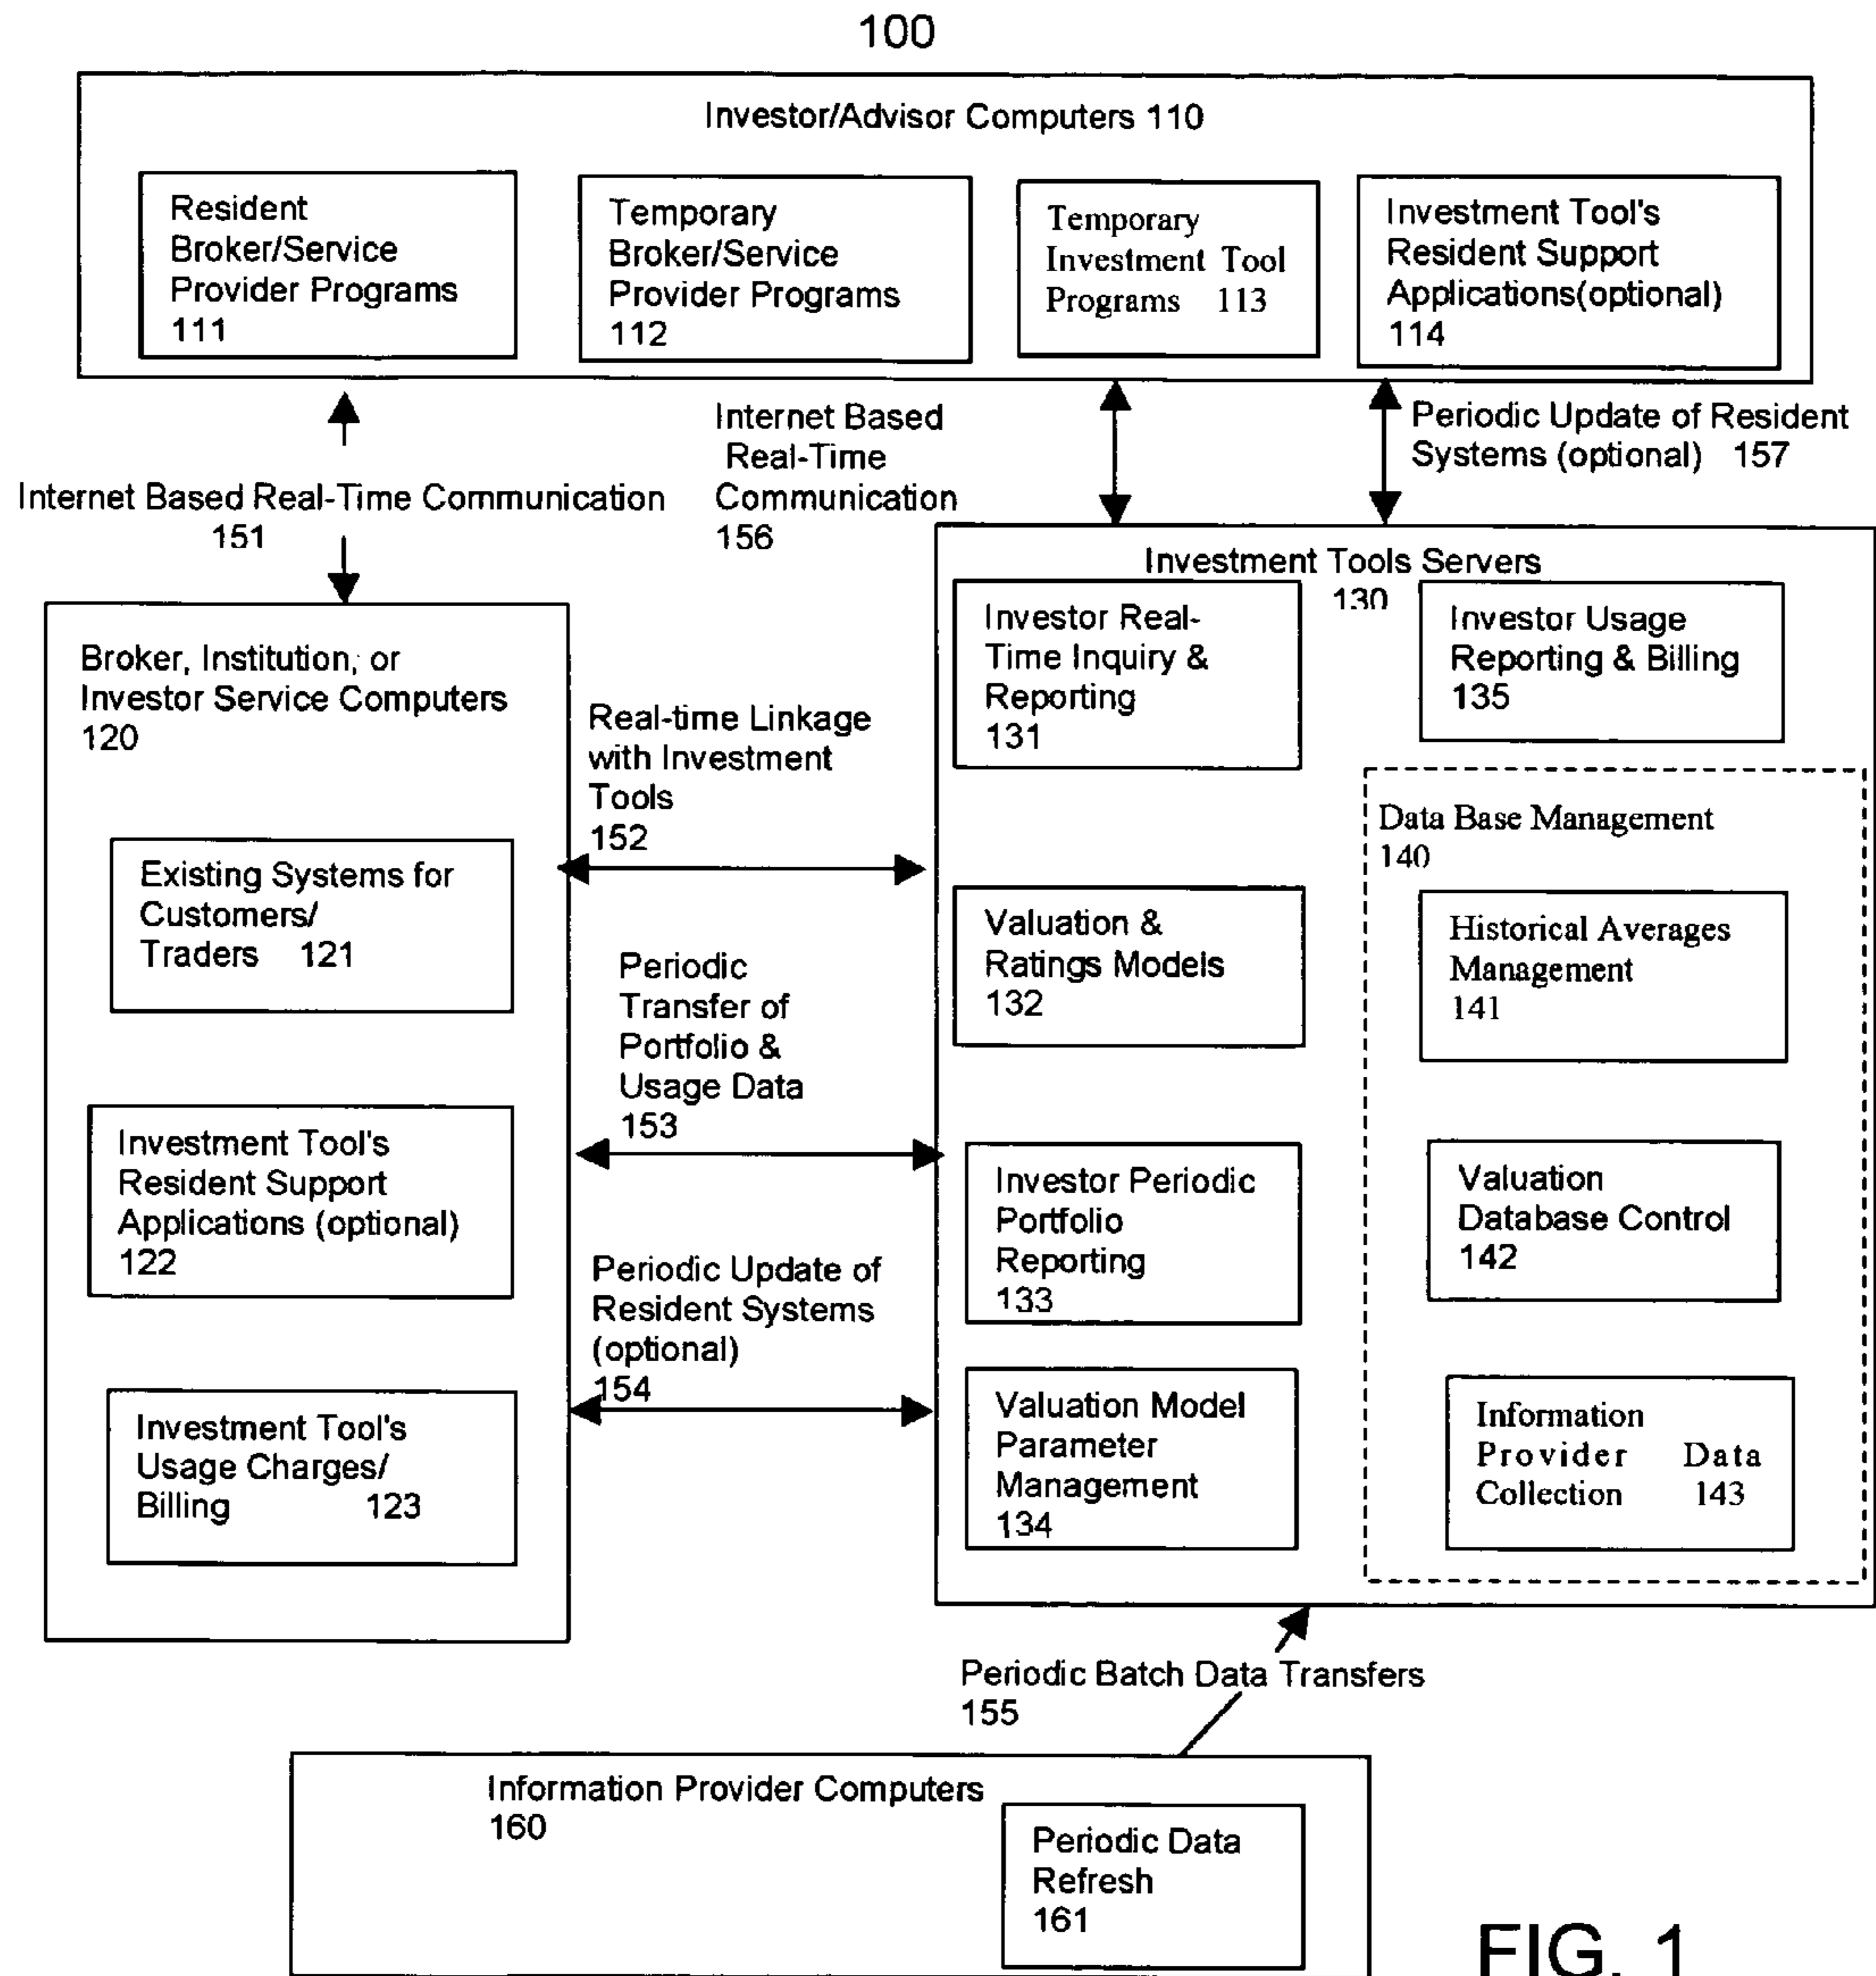 100
Investor/Advisor Computers 110
Resident
Broker/Service
Provider Programs
111
Temporary
Broker/Service
Provider Programs
112
Temporary
Investment Tool
Programs 113
Investment Tool's
Resident Support
Applications(optional)
114
Internet Based Real-Time Communication
151
Internet Based
Real-Time
Communication
156
Periodic Update of Resident
Systems (optional) 157
Broker, Institution, or
Investor Service Computers
120
Existing Systems for
Customers/
Traders 121
Investment Tool's
Resident Support
Applications (optional)
122
Investment Tool's
Usage Charges/
Billing 123
Real-time Linkage
with Investment
Tools
152
Periodic
Transfer of
Portfolio &
Usage Data
153
Periodic Update of
Resident Systems
(optional)
154
Investment Tools Servers
130
Investor Real-
Time Inquiry &
Reporting
131
Valuation &
Ratings Models
132
Investor Periodic
Portfolio
Reporting
133
Valuation Model
Parameter
Management
134
Investor Usage
Reporting & Billing
135
Data Base Management
140
Historical Averages
Management
141
Valuation
Database Control
142
Information
Provider Data
Collection 143
Periodic Batch Data Transfers
155
Information Provider Computers
160
Periodic Data
Refresh
161
FIG. 1